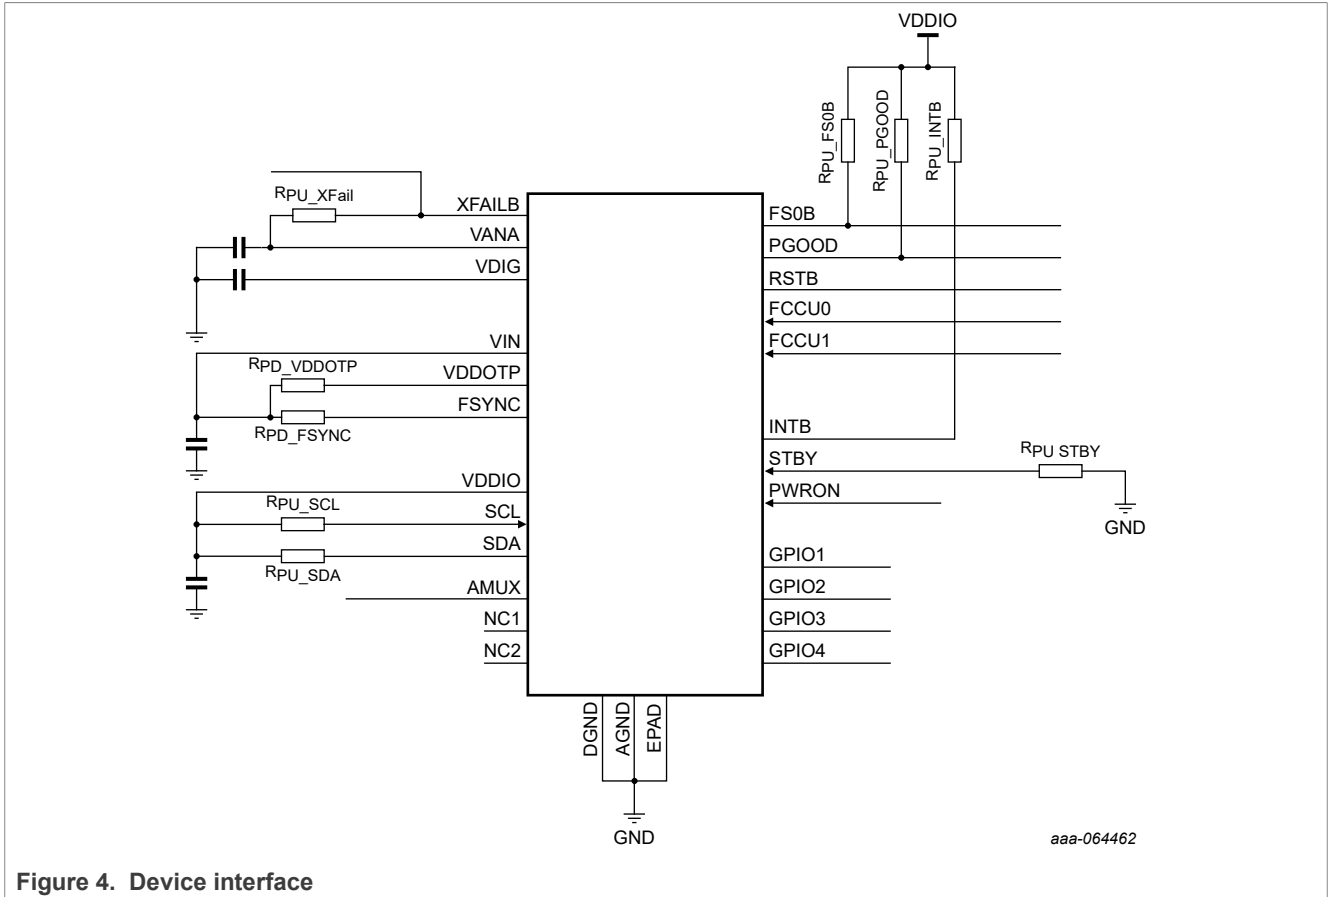 VDDIO
RPU_FS0B
RPU_PGOOD
RPU_INTB
RPU_XFail
XFAILB
VANA
VDIG
VIN
RPD_VDDOTP
VDDOTP
FSYNC
RPD_FSYNC
VDDIO
RPU_SCL
SCL
SDA
RPU_SDA
AMUX
NC1
NC2
FS0B
PGOOD
RSTB
FCCU0
FCCU1
INTB
STBY
RPU STBY
PWRON
GND
GPIO1
GPIO2
GPIO3
GPIO4
DGND
AGND
EPAD
GND
aaa-064462
Figure 4. Device interface